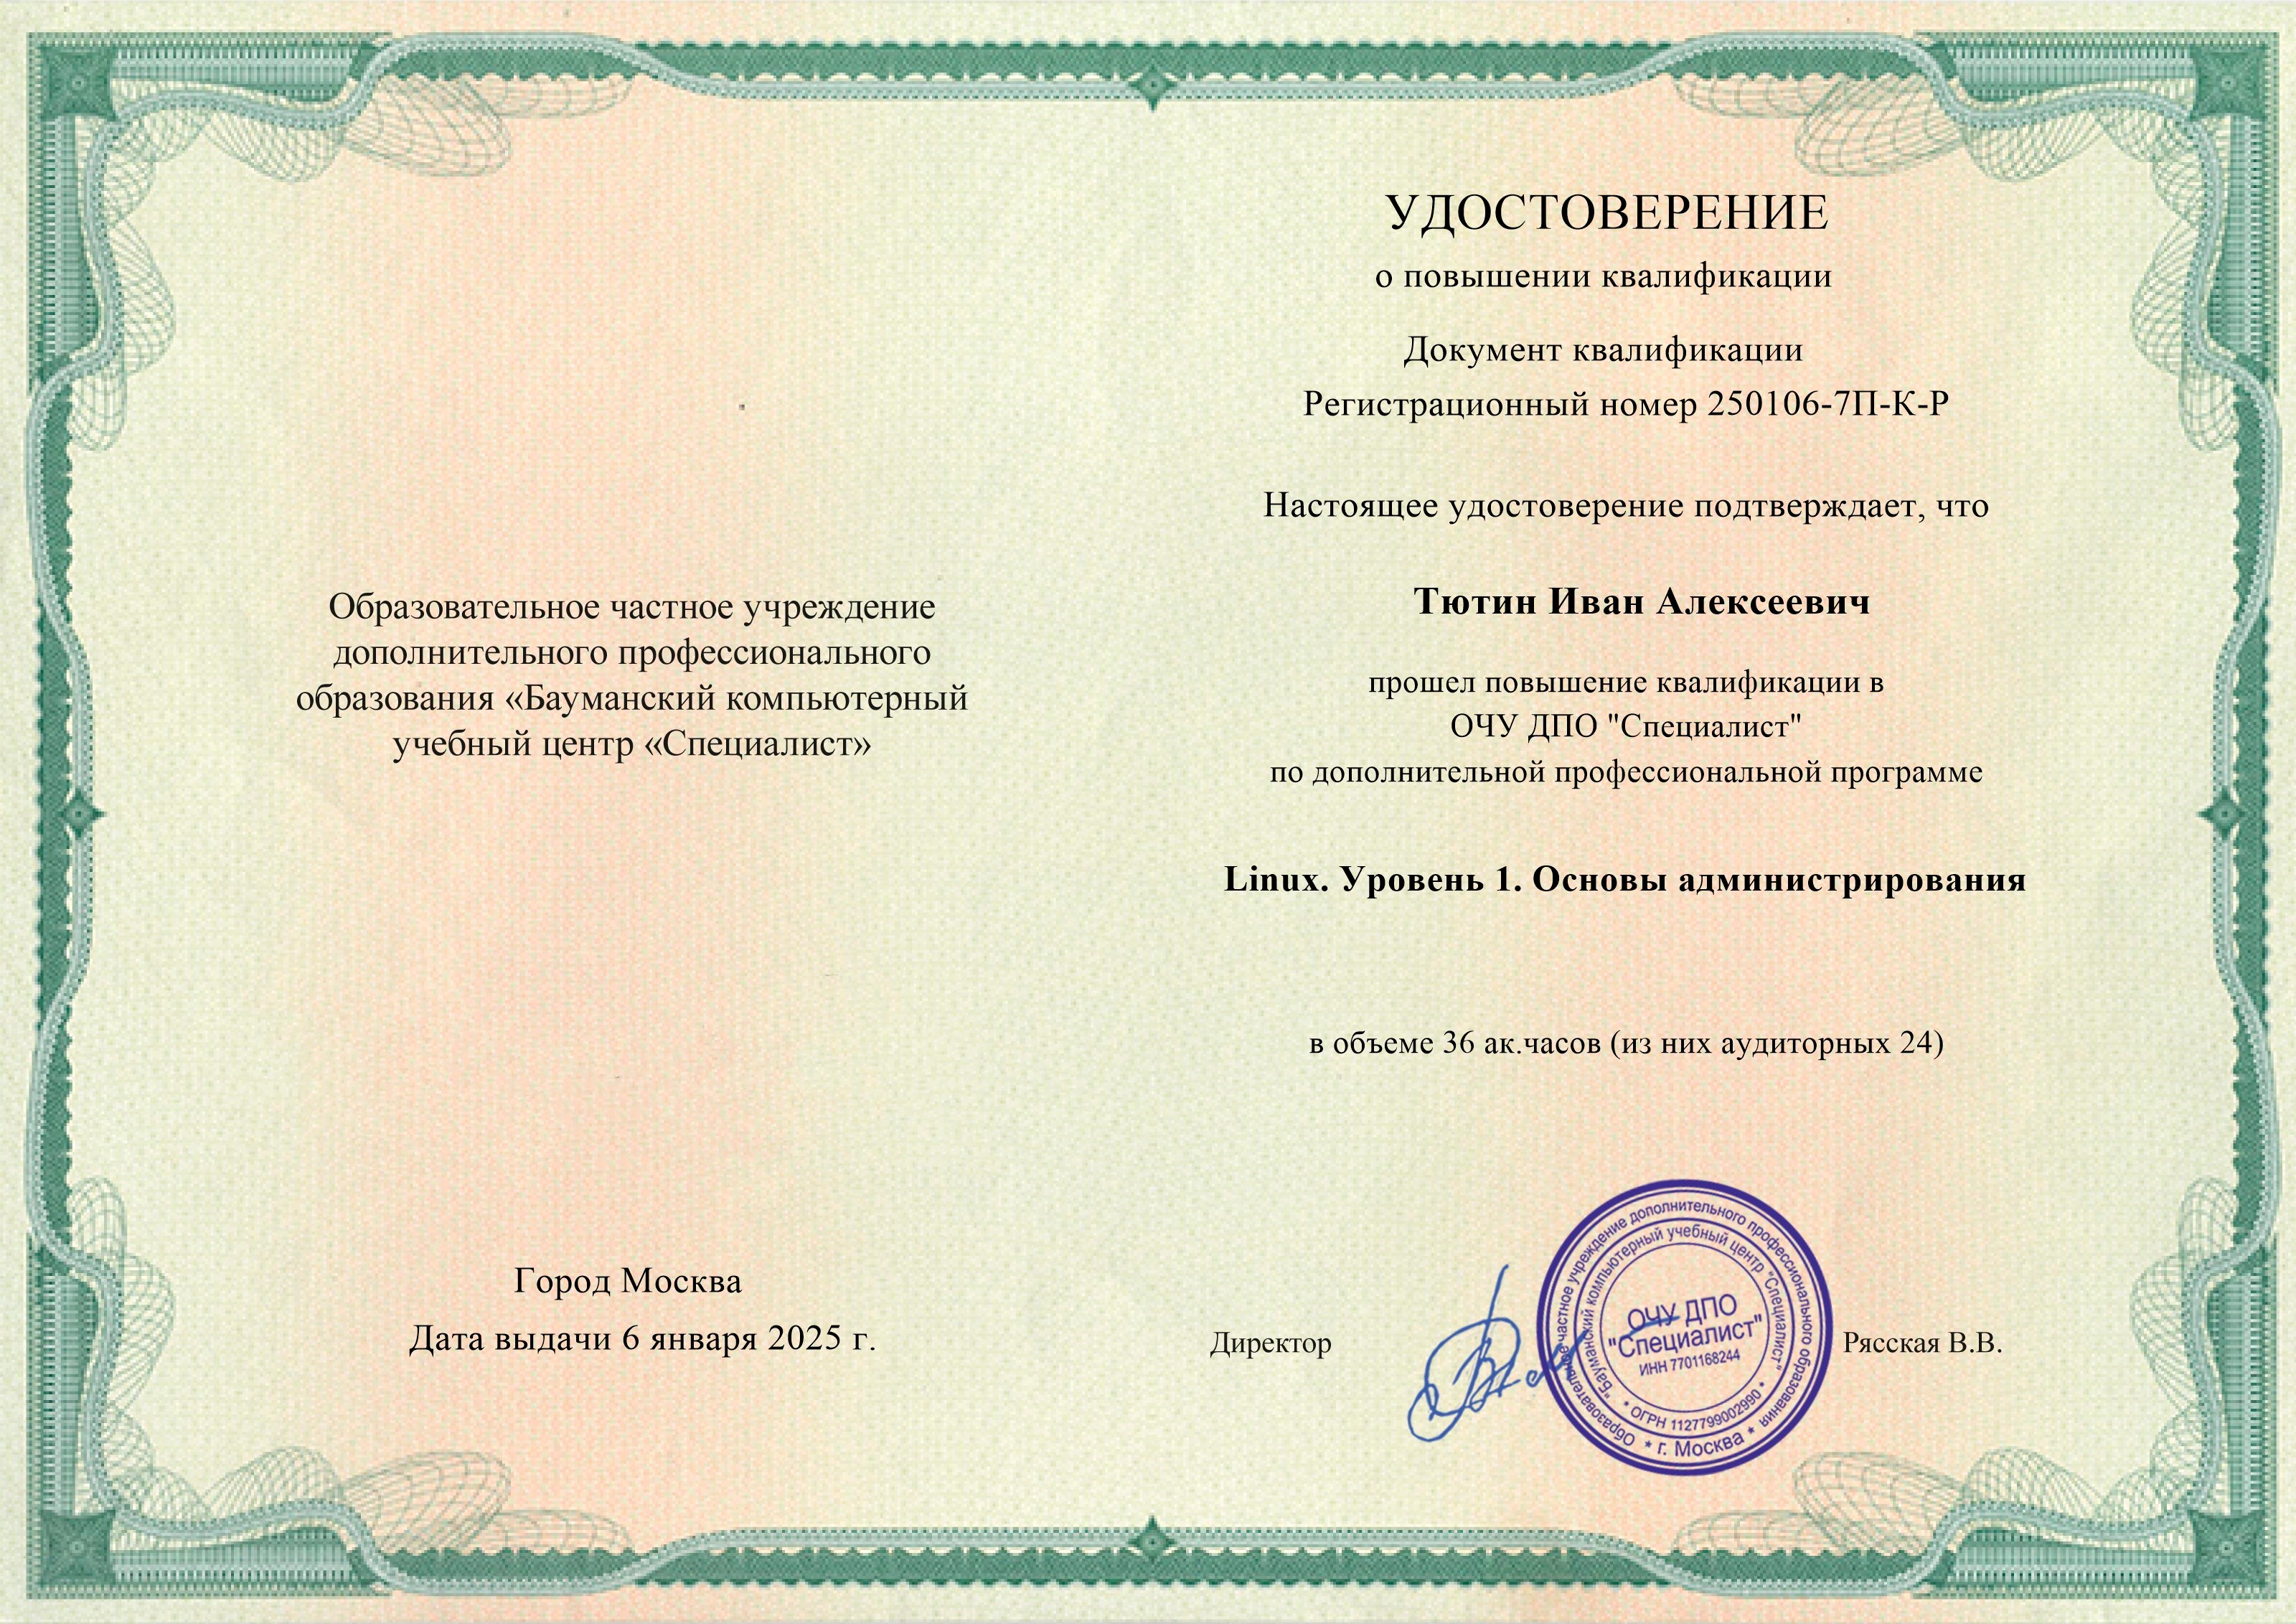 Образовательное частное учреждение
дополнительного профессионального
образования «Бауманский компьютерный
учебный центр «Специалист»
Город Москва
Дата выдачи 6 января 2025 г.
УДОСТОВЕРЕНИЕ
о повышении квалификации
Документ квалификации
Регистрационный номер 250106-7П-К-Р
Настоящее удостоверение подтверждает, что
Тютин Иван Алексеевич
прошел повышение квалификации в
ОЧУ ДПО "Специалист"
по дополнительной профессиональной программе
Linux. Уровень 1. Основы администрирования
в объеме 36 ак.часов (из них аудиторных 24)
Директор
Образовательное частное учреждение дополнительного профессионального образования
* г. Москва *
"Бауманский компьютерный учебный центр "Специалист"
* ОГРН 1127799002990 *
ОЧУ ДПО
"Специалист"
ИНН 7701168244
Рясская В.В.